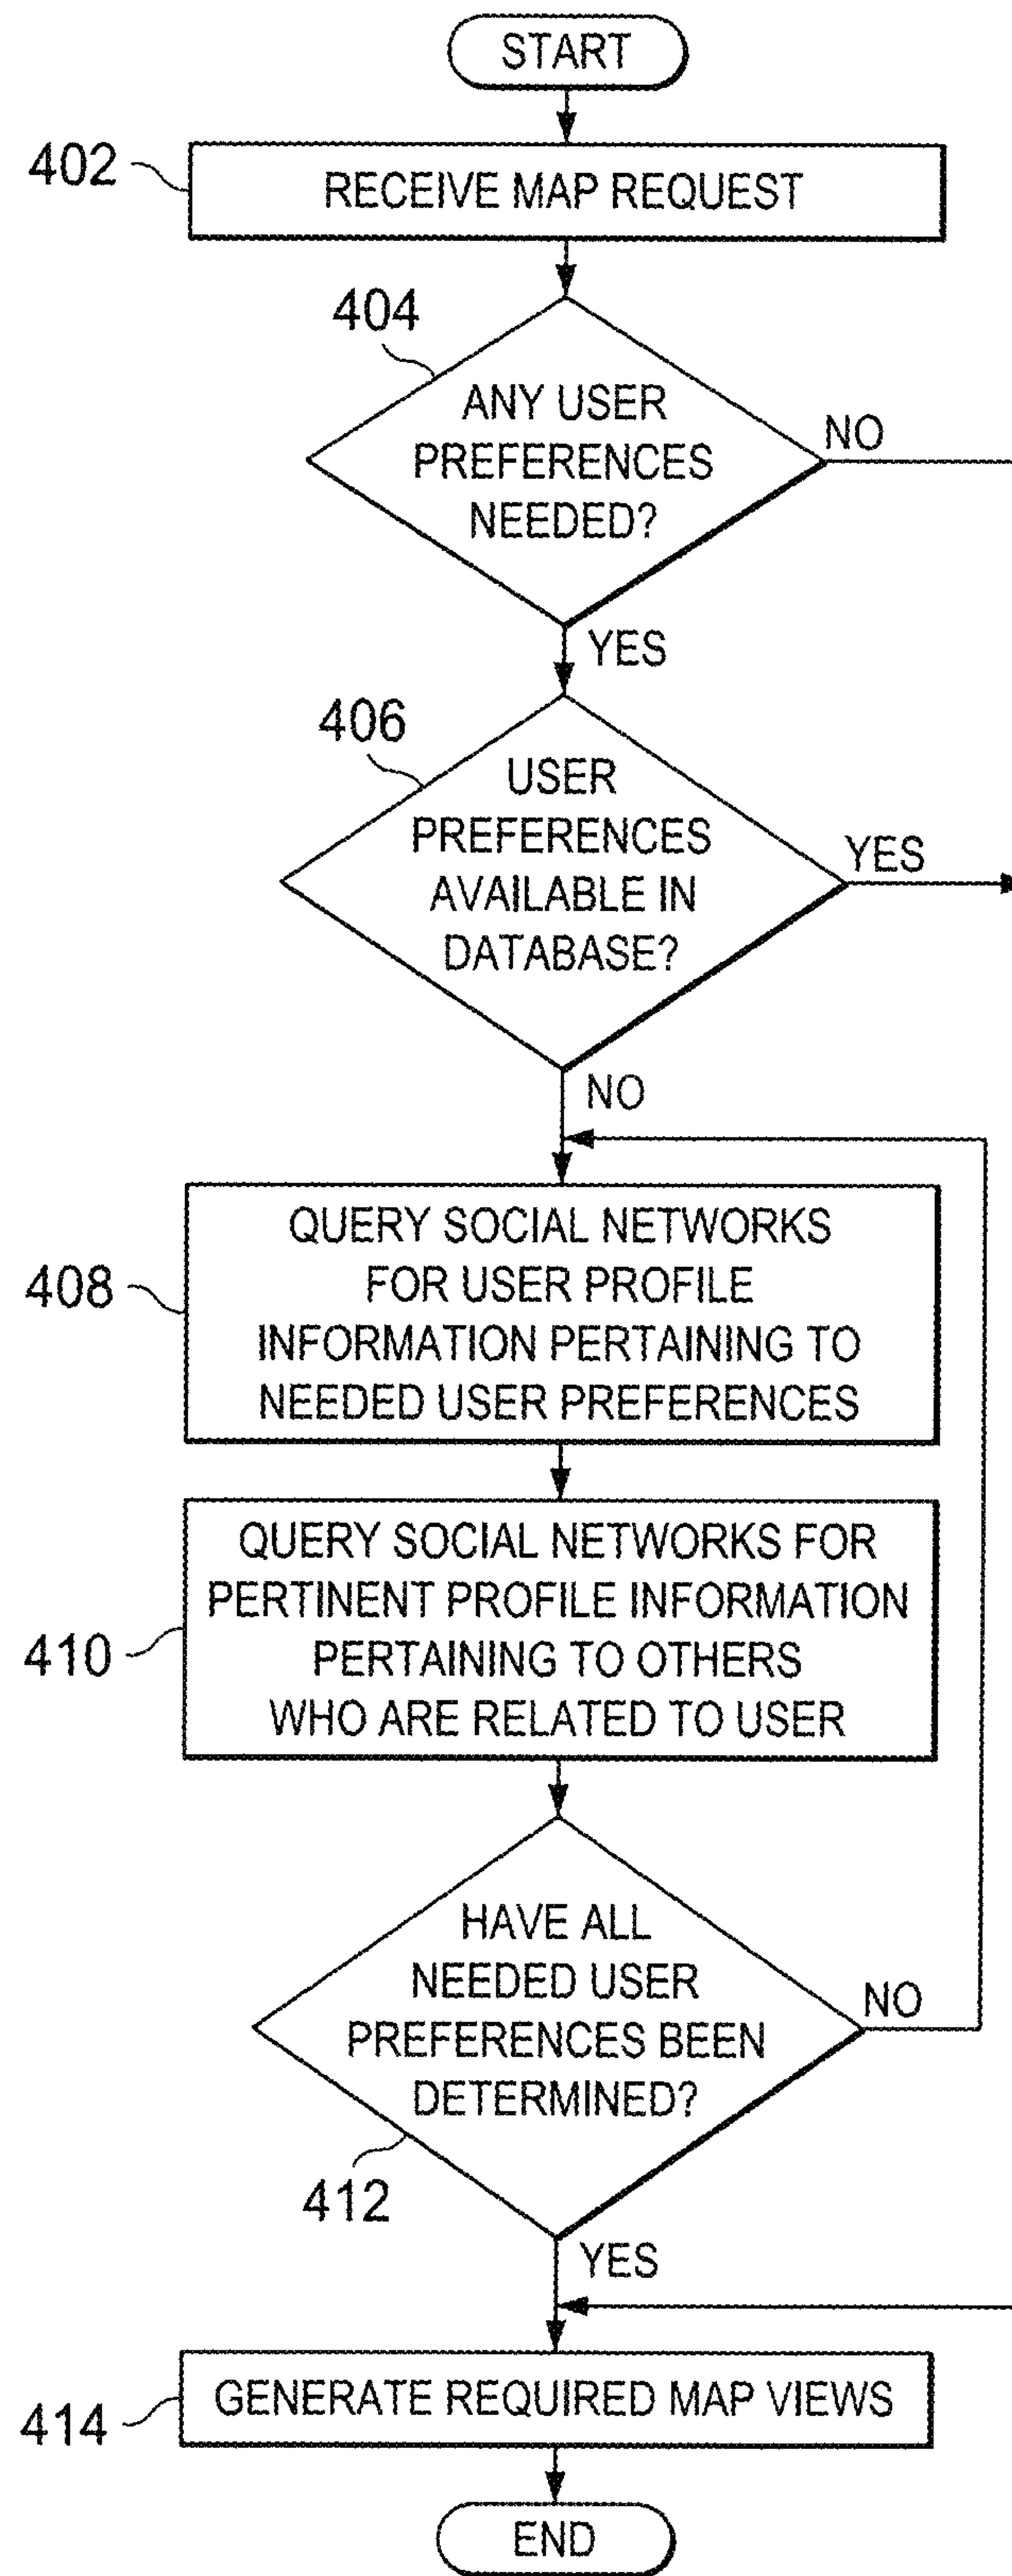 START
402
RECEIVE MAP REQUEST
404
ANY USER
PREFERENCES
NEEDED?
NO
YES
406
USER
PREFERENCES
AVAILABLE IN
DATABASE?
YES
NO
408
QUERY SOCIAL NETWORKS
FOR USER PROFILE
INFORMATION PERTAINING TO
NEEDED USER PREFERENCES
410
QUERY SOCIAL NETWORKS FOR
PERTINENT PROFILE INFORMATION
PERTAINING TO OTHERS
WHO ARE RELATED TO USER
HAVE ALL
NEEDED USER
PREFERENCES BEEN
DETERMINED?
NO
412
YES
414
GENERATE REQUIRED MAP VIEWS
END